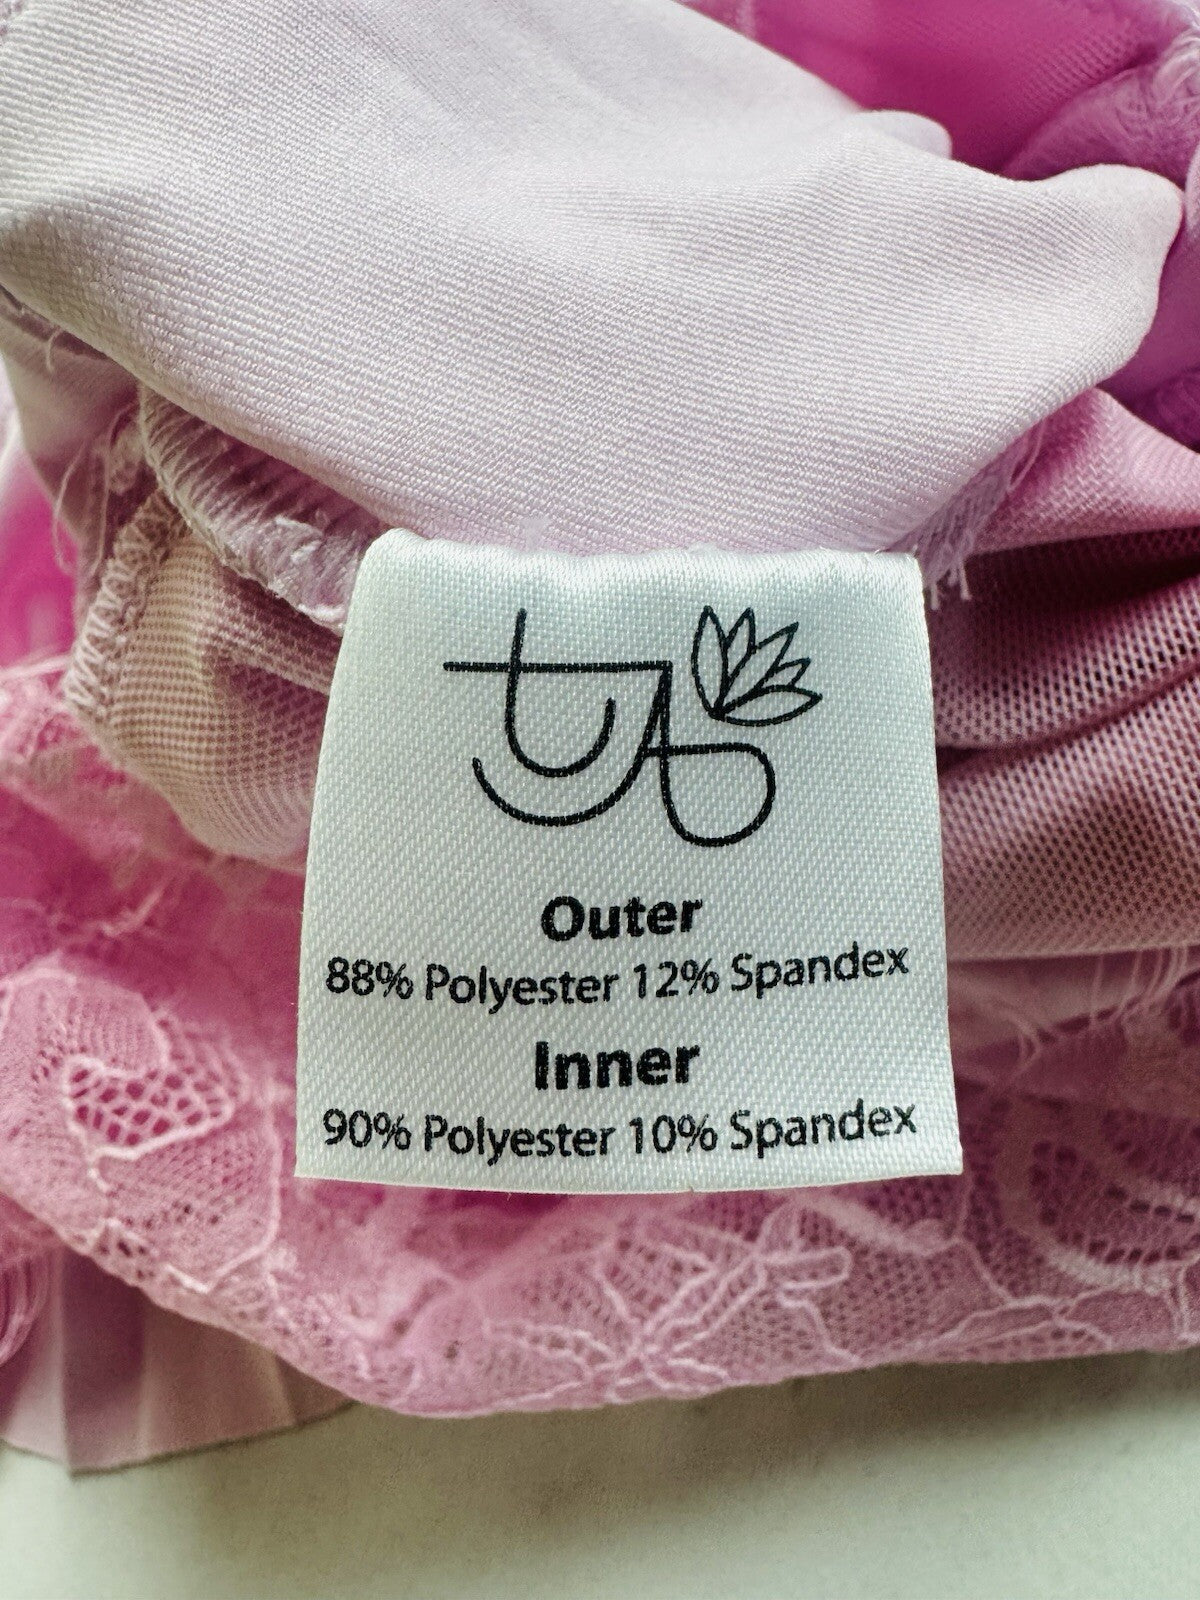 Outer
88% Polyester 12% Spandex
Inner
90% Polyester 10% Spandex